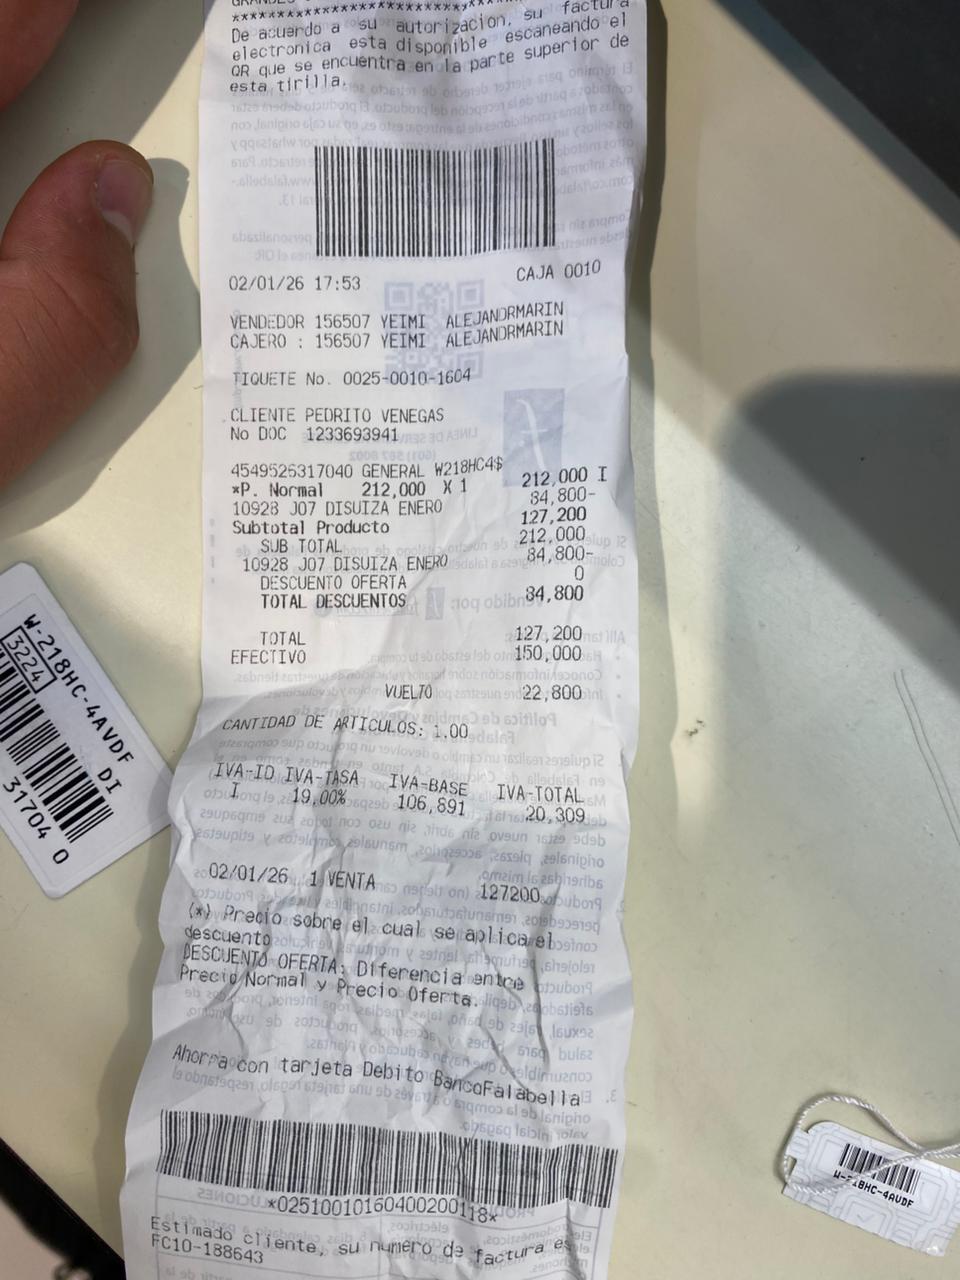 De acuerdo a su autorizacion, su factura
electronica esta disponible escaneando el
QR que se encuentra en la parte superior de
esta tirilla.
02/01/26 17:53 CAJA 0010
VENDEDOR 156507 YEIMI ALEJANDRMARIN
CAJERO : 156507 YEIMI ALEJANDRMARIN
TIQUETE No. 0025-0010-1604
CLIENTE PEDRITO VENEGAS
No DOC 1233693941
4549526317040 GENERAL W218HC4$ 212,000 I
*P. Normal 212,000 X 1
10928 J07 DISUIZA ENERO 84,800-
Subtotal Producto 127,200
SUB TOTAL 212,000
10928 J07 DISUIZA ENERO 84,800-
DESCUENTO OFERTA 0
TOTAL DESCUENTOS 84,800
TOTAL 127,200
EFECTIVO 150,000
VUELTO 22,800
CANTIDAD DE ARTICULOS: 1.00
IVA-ID IVA-TASA IVA-BASE IVA-TOTAL
I 19,00% 106,891 20,309
02/01/26 1 VENTA 127200
(*) Precio sobre el cual se aplica el
descuento
DESCUENTO OFERTA: Diferencia entre
Precio Normal y Precio Oferta.
Ahorra con tarjeta Debito BancoFalabella
*02510010160400200118*
Estimado cliente, su numero de factura es
FC10-188643
W-218HC-4AVDF
3224 DI
31704 0
W-218HC-4AVDF